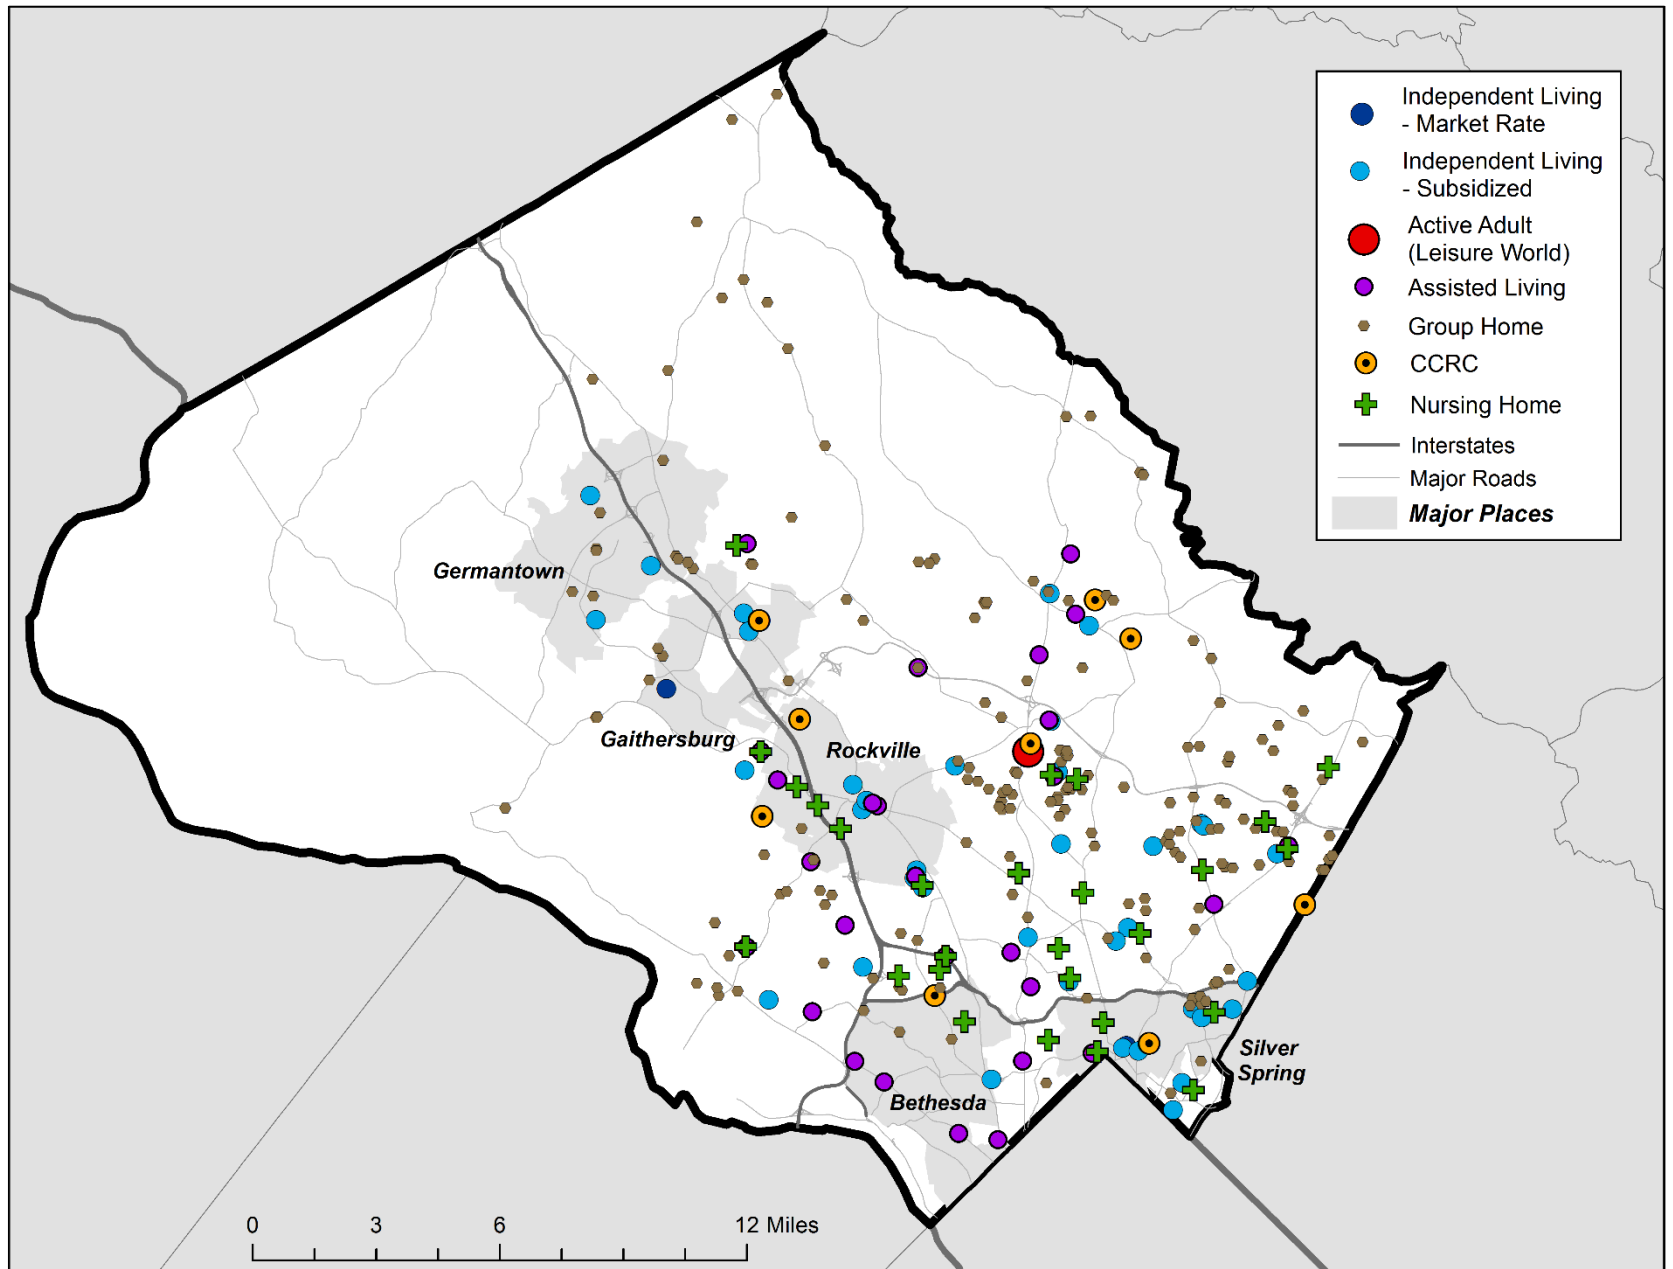 Independent Living
- Market Rate
Independent Living
- Subsidized
Active Adult
(Leisure World)
Assisted Living
Group Home
CCRC
Nursing Home
Interstates
Major Roads
Major Places
Germantown
Gaithersburg
Rockville
Silver
Spring
Bethesda
0 3 6 12 Miles